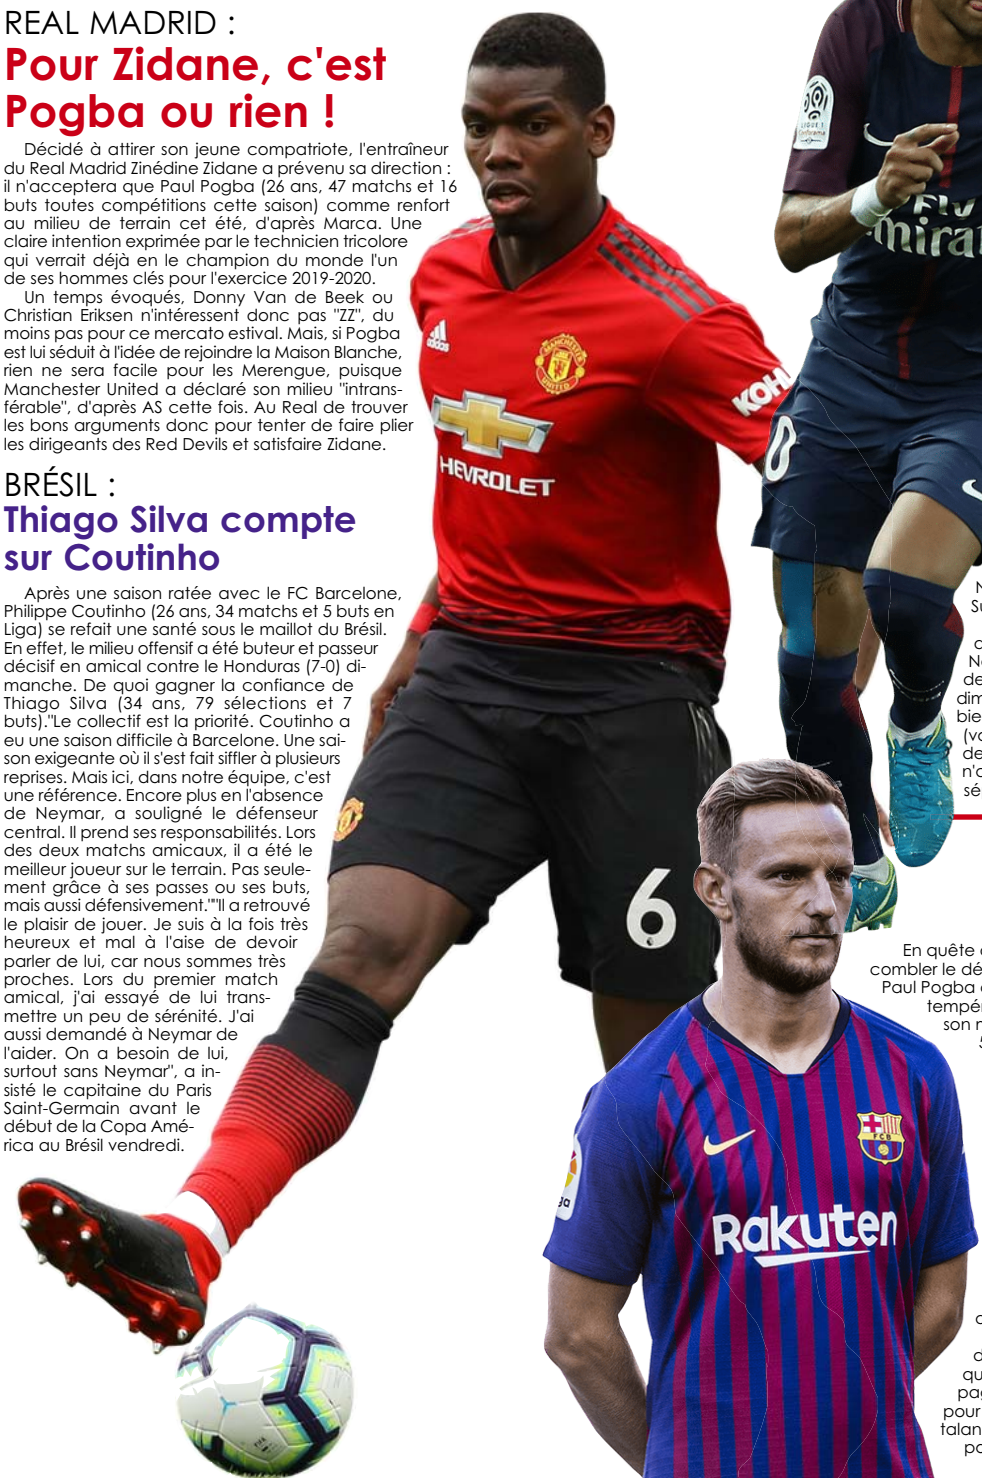 REAL MADRID :
Pour Zidane, c'est
Pogba ou rien !
Décidé à attirer son jeune compatriote, l'entraîneur
du Real Madrid Zinédine Zidane a prévenu sa direction :
il n'acceptera que Paul Pogba (26 ans, 47 matchs et 16
buts toutes compétitions cette saison) comme renfort
au milieu de terrain cet été, d'après Marca. Une
claire intention exprimée par le technicien tricolore
qui verrait déjà en le champion du monde l'un
de ses hommes clés pour l'exercice 2019-2020.
Un temps évoqués, Donny Van de Beek ou
Christian Eriksen n'intéressent donc pas "ZZ", du
moins pas pour ce mercato estival. Mais, si Pogba
est lui séduit à l'idée de rejoindre la Maison Blanche,
rien ne sera facile pour les Merengue, puisque
Manchester United a déclaré son milieu "intrans-
férable", d'après AS cette fois. Au Real de trouver
les bons arguments donc pour tenter de faire plier
les dirigeants des Red Devils et satisfaire Zidane.
BRÉSIL :
Thiago Silva compte
sur Coutinho
Après une saison ratée avec le FC Barcelone,
Philippe Coutinho (26 ans, 34 matchs et 5 buts en
Liga) se refait une santé sous le maillot du Brésil.
En effet, le milieu offensif a été buteur et passeur
décisif en amical contre le Honduras (7-0) di-
manche. De quoi gagner la confiance de
Thiago Silva (34 ans, 79 sélections et 7
buts)."Le collectif est la priorité. Coutinho a
eu une saison difficile à Barcelone. Une sai-
son exigeante où il s'est fait siffler à plusieurs
reprises. Mais ici, dans notre équipe, c'est
une référence. Encore plus en l'absence
de Neymar, a souligné le défenseur
central. Il prend ses responsabilités. Lors
des deux matchs amicaux, il a été le
meilleur joueur sur le terrain. Pas seule-
ment grâce à ses passes ou ses buts,
mais aussi défensivement.""Il a retrouvé
le plaisir de jouer. Je suis à la fois très
heureux et mal à l'aise de devoir
parler de lui, car nous sommes très
proches. Lors du premier match
amical, j'ai essayé de lui trans-
mettre un peu de sérénité. J'ai
aussi demandé à Neymar de
l'aider. On a besoin de lui,
surtout sans Neymar", a in-
sisté le capitaine du Paris
Saint-Germain avant le
début de la Copa Amé-
rica au Brésil vendredi.
adidas
MANCHESTER
UNITED
HEVROLET
KOHL
6
LIGUE 1
Conforama
Fly
mira
0
En quête
combler le dé
Paul Pogba
tempér
son
FCB
Rakuten
pour
talan